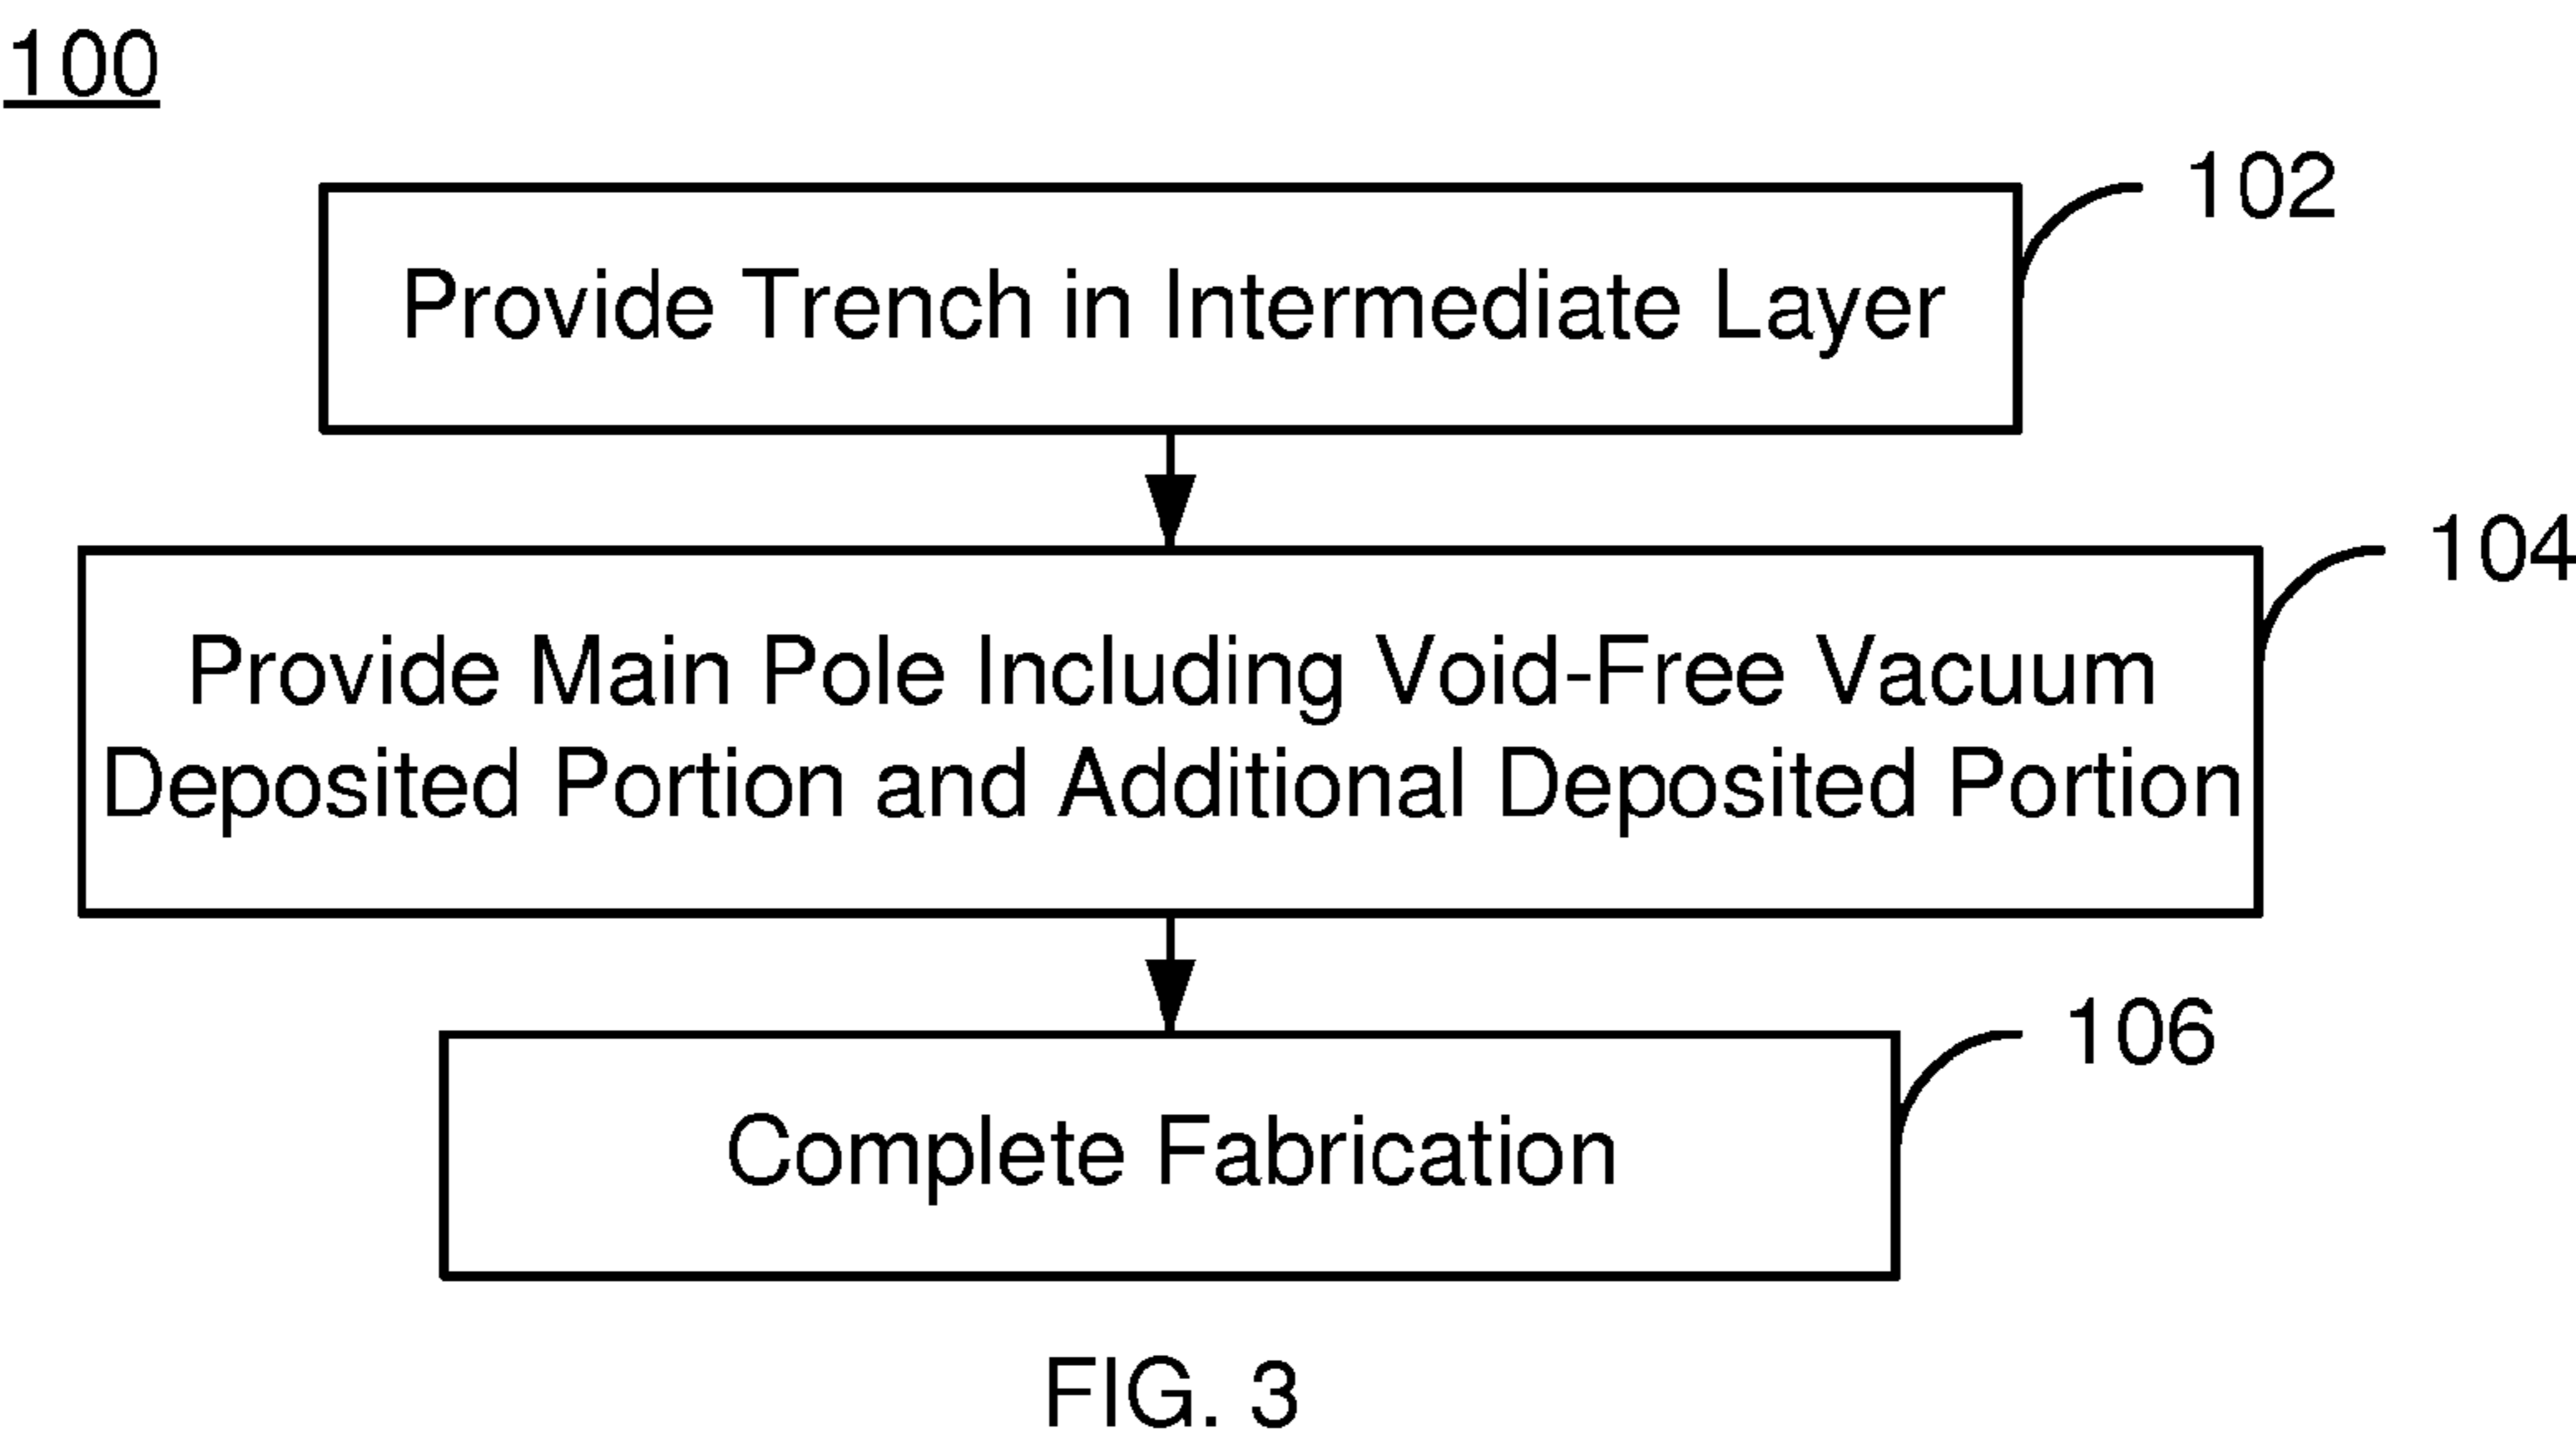 100
102
Provide Trench in Intermediate Layer
104
Provide Main Pole Including Void-Free Vacuum
Deposited Portion and Additional Deposited Portion
106
Complete Fabrication
FIG. 3